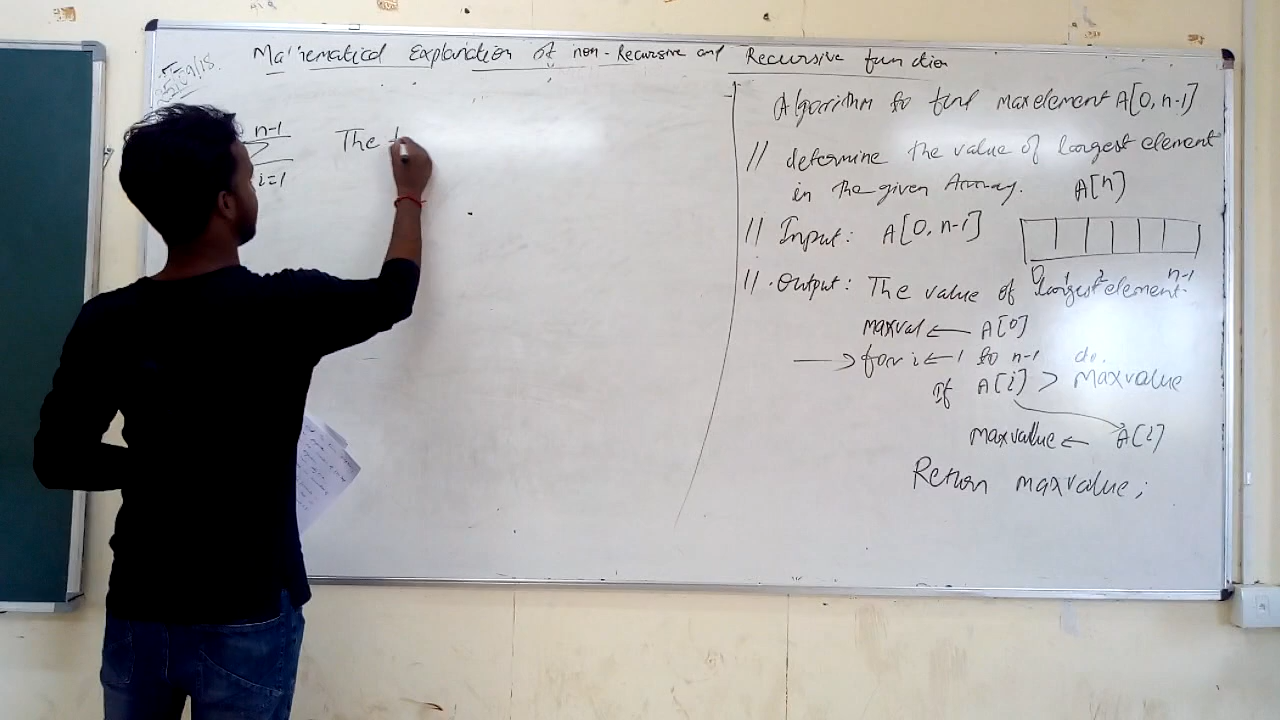 Mathematical Explanation of non-Recursive and Recursive function
n-1
∑
i=1
The
Algorithm to find maxelement A[0, n-1]
// determine the value of largest element
in the given Array. A[n]
// Input: A[0, n-1]
0 1 2 n-1
// Output: The value of largest element
maxval ← A[0]
→ for i ← 1 to n-1 do.
If A[i] > maxvalue
maxvalue ← A[i]
Return maxvalue;